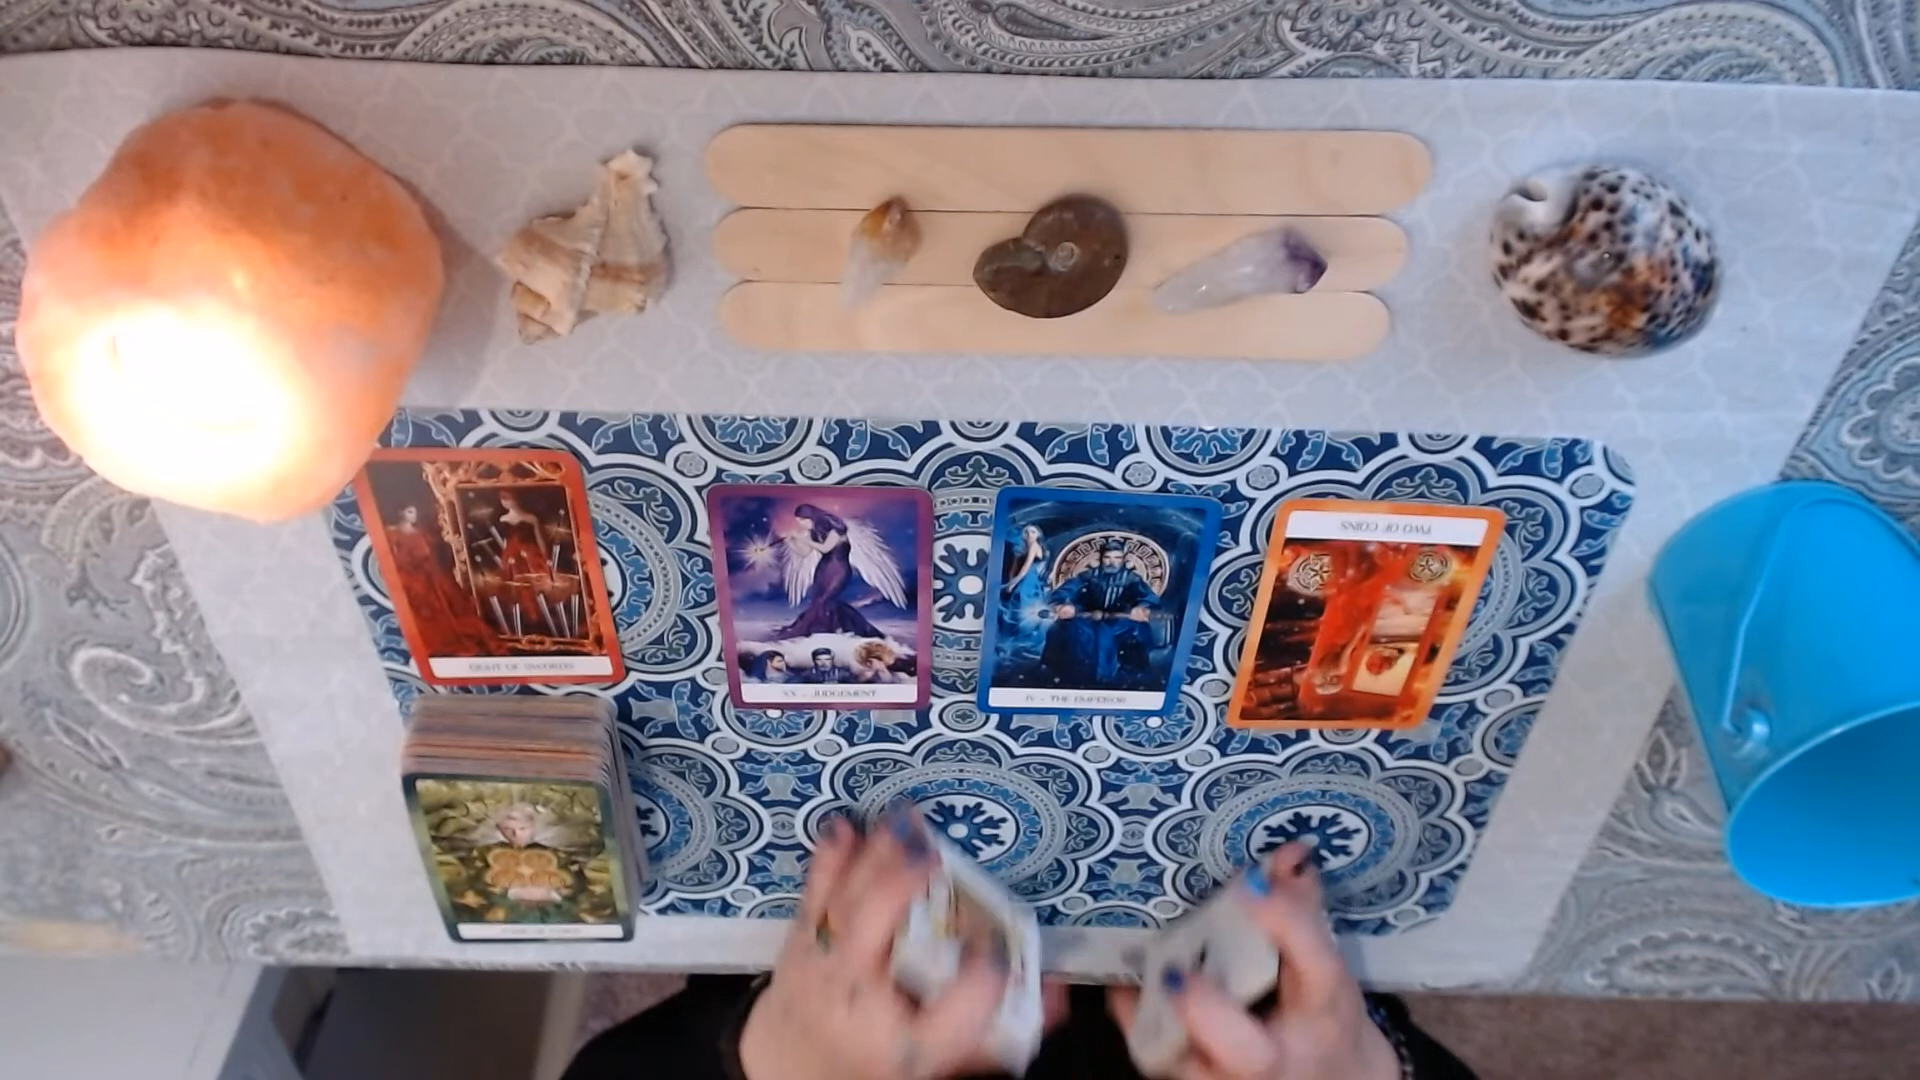 EIGHT OF SWORDS
XX - JUDGEMENT
IV - THE EMPEROR
TWO OF COINS